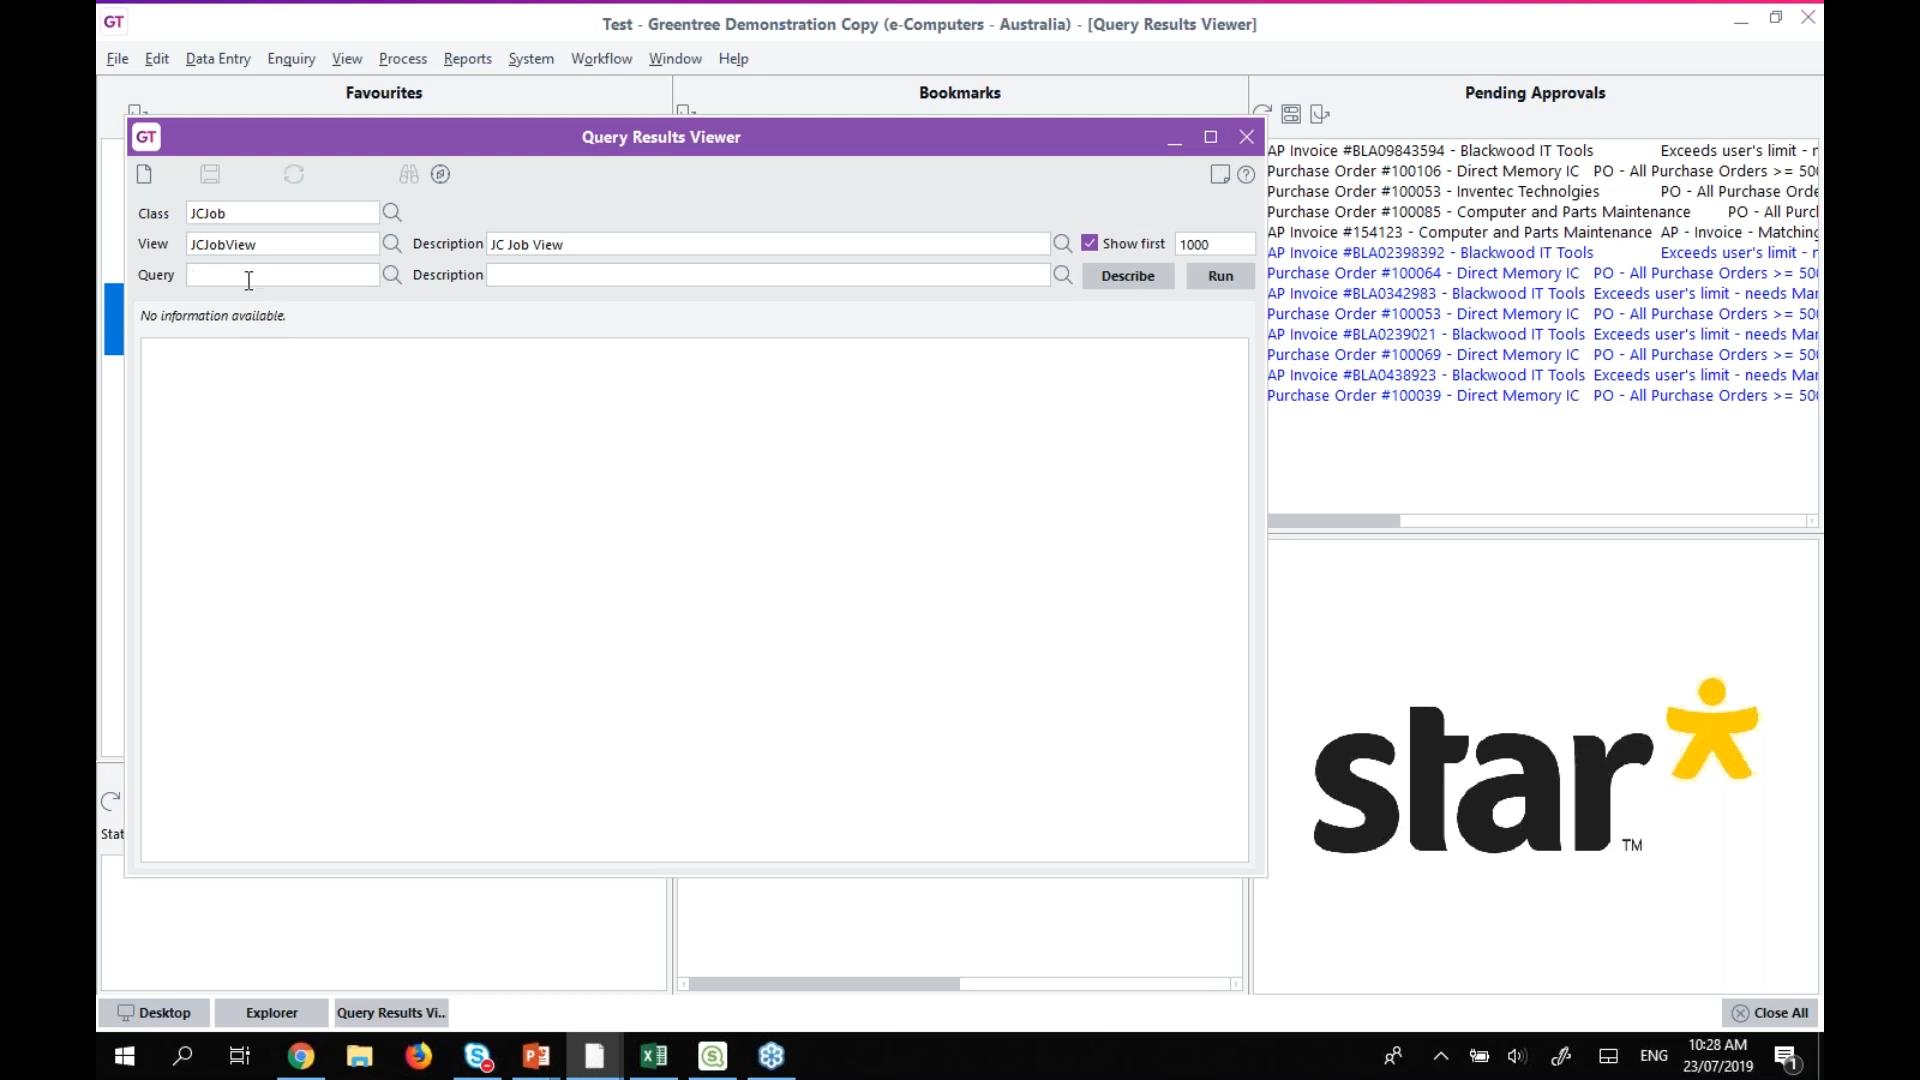 GT
Test - Greentree Demonstration Copy (e-Computers - Australia) - [Query Results Viewer]
File Edit Data Entry Enquiry View Process Reports System Workflow Window Help
Favourites
Bookmarks
Pending Approvals
GT
Query Results Viewer
Class JCJob
View JCJobView Description JC Job View Show first 1000
Query Description Describe Run
No information available.
AP Invoice #BLA09843594 - Blackwood IT Tools Exceeds user's limit - r
Purchase Order #100106 - Direct Memory IC PO - All Purchase Orders >= 500
Purchase Order #100053 - Inventec Technolgies PO - All Purchase Orde
Purchase Order #100085 - Computer and Parts Maintenance PO - All Purcl
AP Invoice #154123 - Computer and Parts Maintenance AP - Invoice - Matching
AP Invoice #BLA02398392 - Blackwood IT Tools Exceeds user's limit - r
Purchase Order #100064 - Direct Memory IC PO - All Purchase Orders >= 500
AP Invoice #BLA0342983 - Blackwood IT Tools Exceeds user's limit - needs Mar
Purchase Order #100053 - Direct Memory IC PO - All Purchase Orders >= 500
AP Invoice #BLA0239021 - Blackwood IT Tools Exceeds user's limit - needs Mar
Purchase Order #100069 - Direct Memory IC PO - All Purchase Orders >= 500
AP Invoice #BLA0438923 - Blackwood IT Tools Exceeds user's limit - needs Mar
Purchase Order #100039 - Direct Memory IC PO - All Purchase Orders >= 500
star
TM
Stat
Desktop Explorer Query Results Vi.. Close All
ENG
10:28 AM
23/07/2019
1